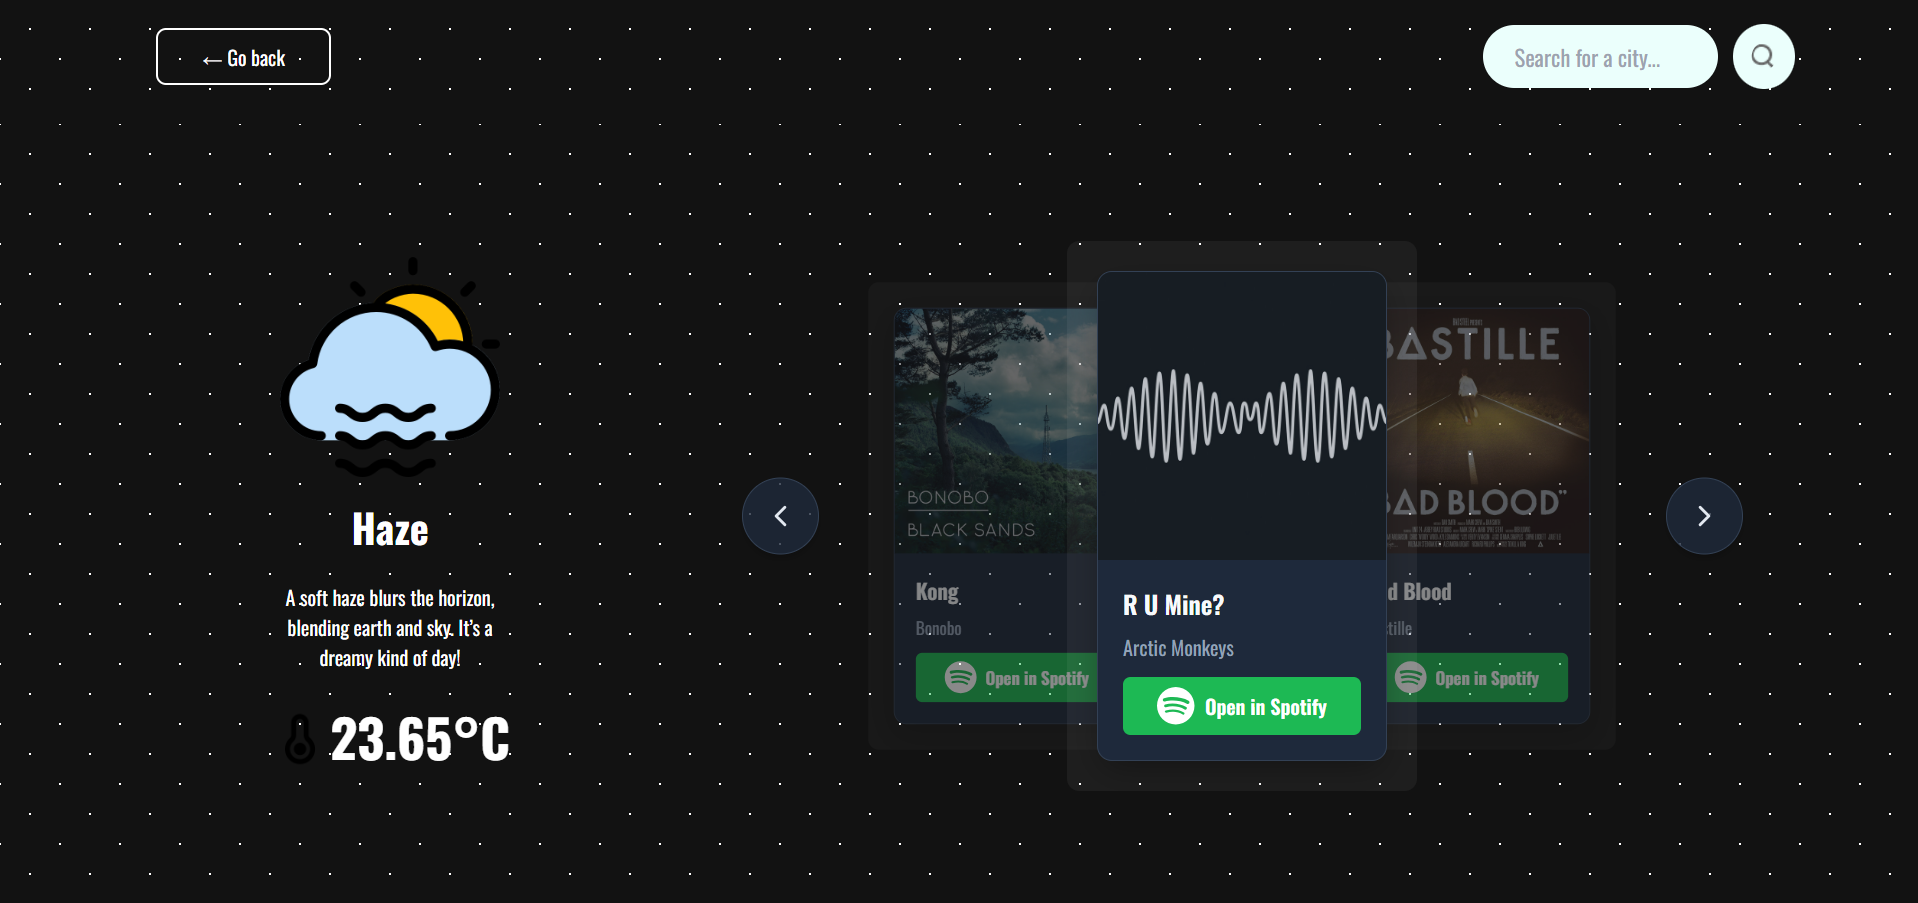 ← Go back
Search for a city...
Haze
A soft haze blurs the horizon,
blending earth and sky. It's a
dreamy kind of day!
23.65°C
BONOBO
BLACK SANDS
Kong
Bonobo
Open in Spotify
R U Mine?
Arctic Monkeys
Open in Spotify
BASTILLE
BAD BLOOD"
d Blood
tille
Open in Spotify